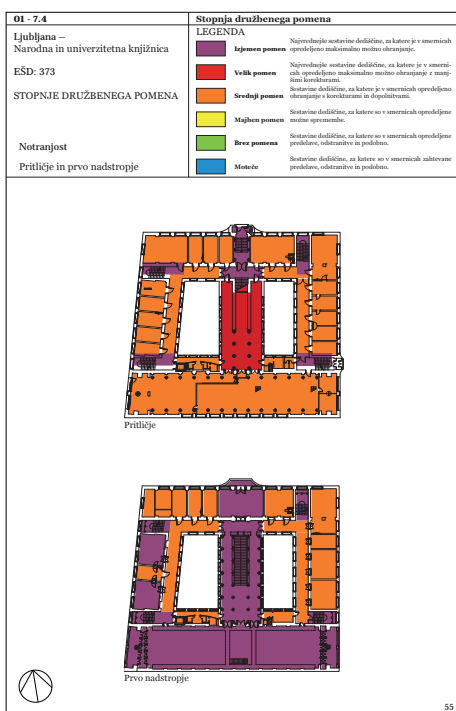 01 - 7.4
Ljubljana –
Narodna in univerzitetna knjižnica
EŠD: 373
STOPNJE DRUŽBENEGA POMENA
Notranjost
Pritličje in prvo nadstropje
Stopnja družbenega pomena
LEGENDA
Izjemen pomen
Najvrednejše sestavine dediščine, za katere je v smernicah
opredeljeno maksimalno možno ohranjanje.
Velik pomen
Najvrednejše sestavine dediščine, za katere je v smerni-
cah opredeljeno maksimalno možno ohranjanje z manj-
šimi korekturami.
Srednji pomen
Sestavine dediščine, za katere je v smernicah opredeljeno
ohranjanje s korekturami in dopolnitvami.
Majhen pomen
Sestavine dediščine, za katere so v smernicah opredeljene
možne spremembe.
Brez pomena
Sestavine dediščine, za katere so v smernicah opredeljene
predelave, odstranitve in podobno.
Moteče
Sestavine dediščine, za katere so v smernicah zahtevane
predelave, odstranitve in podobno.
Pritličje
Prvo nadstropje
55